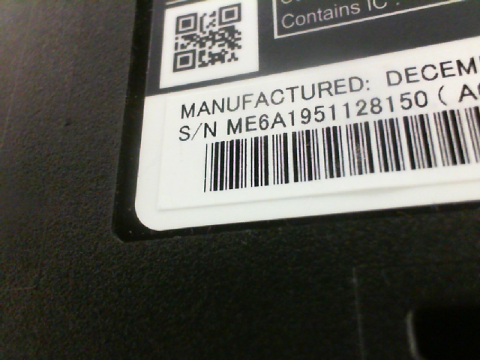 Contains IC :
MANUFACTURED: DECEM
S/N ME6A1951128150 ( A